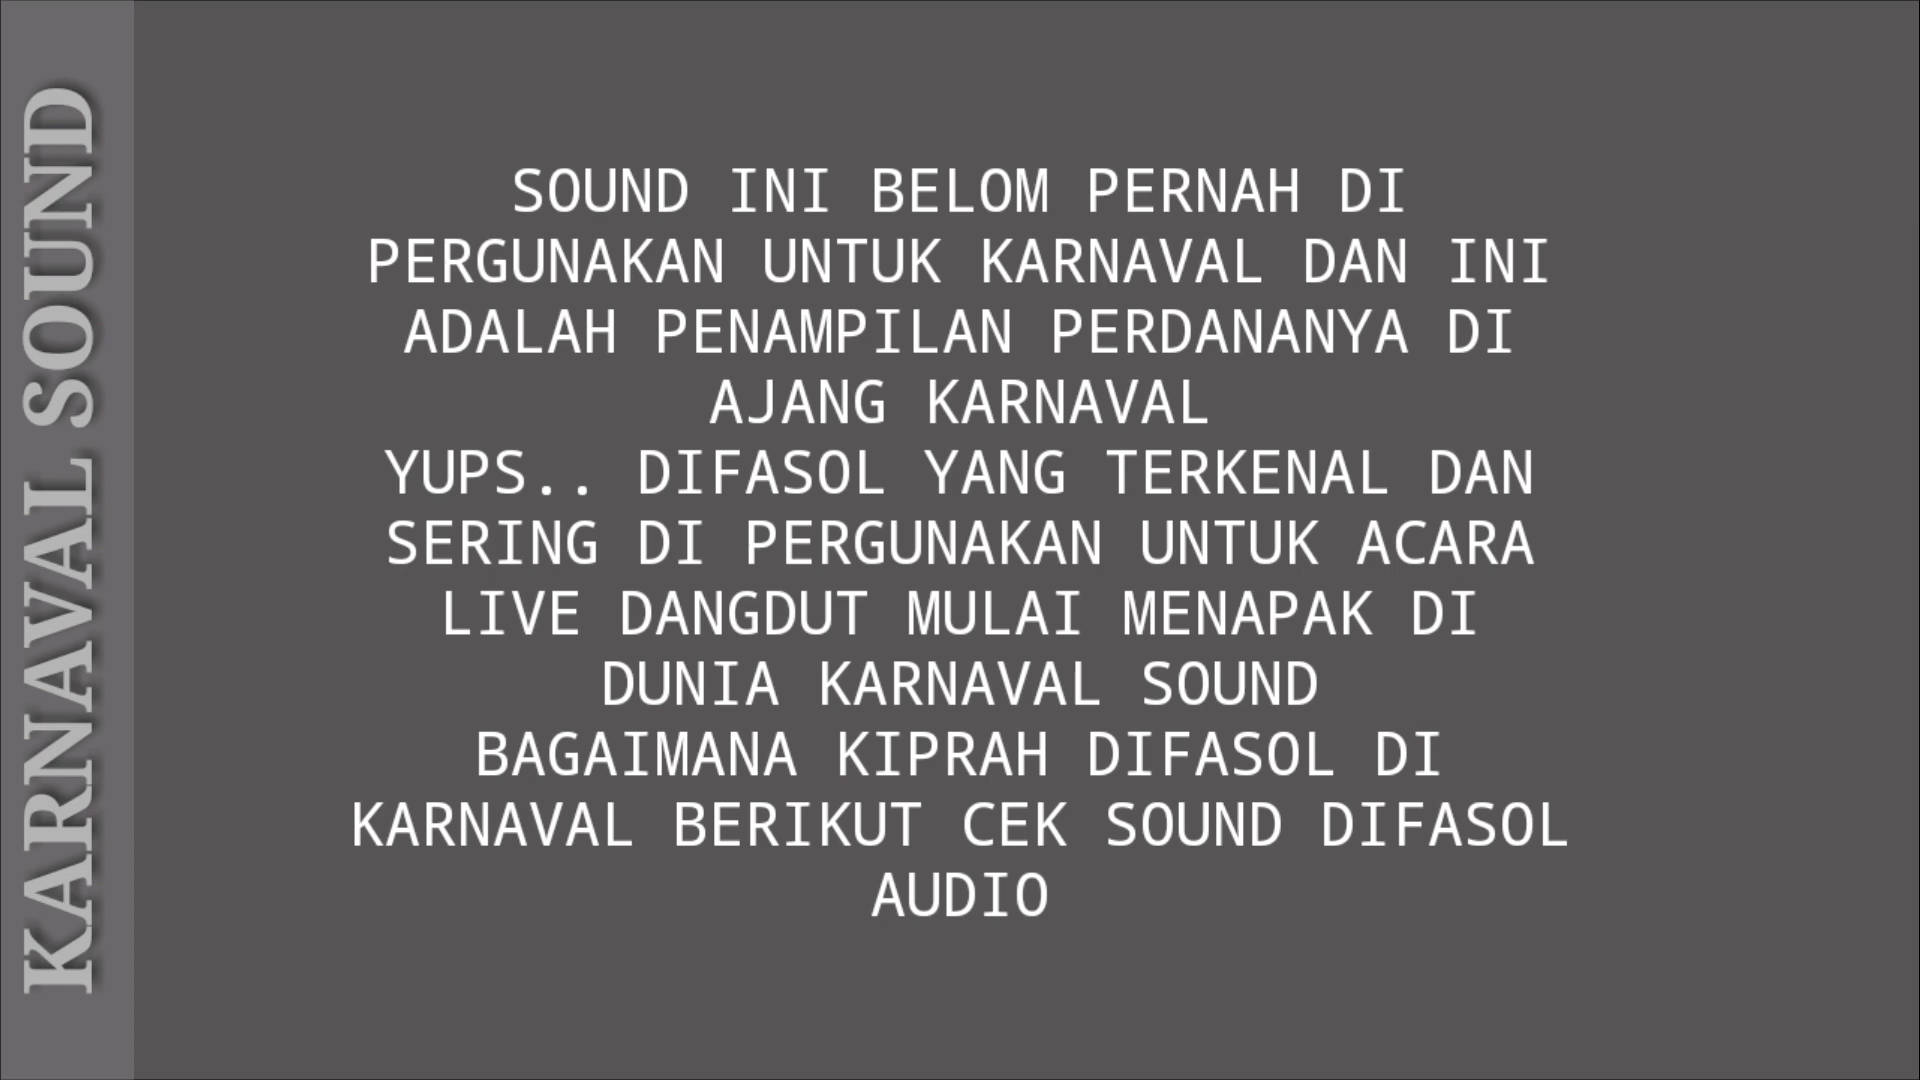 KARNAVAL SOUND
SOUND INI BELOM PERNAH DI
PERGUNAKAN UNTUK KARNAVAL DAN INI
ADALAH PENAMPILAN PERDANANYA DI
AJANG KARNAVAL
YUPS.. DIFASOL YANG TERKENAL DAN
SERING DI PERGUNAKAN UNTUK ACARA
LIVE DANGDUT MULAI MENAPAK DI
DUNIA KARNAVAL SOUND
BAGAIMANA KIPRAH DIFASOL DI
KARNAVAL BERIKUT CEK SOUND DIFASOL
AUDIO